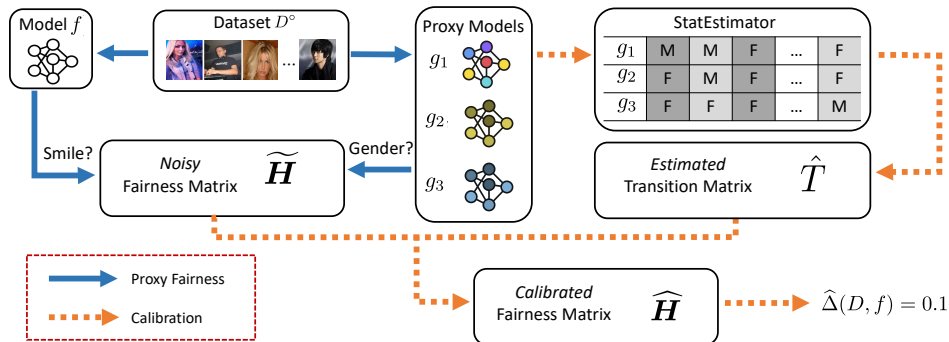 Model f
Dataset D°
...
Proxy Models
g1
g2.
g3
StatEstimator
g1 M M F ... F
g2 F M F ... F
g3 F F F ... M
Smile?
Gender?
Noisy
Fairness Matrix H̃
Estimated
Transition Matrix T̂
Proxy Fairness
Calibration
Calibrated
Fairness Matrix Ĥ
Δ̂(D, f) = 0.1